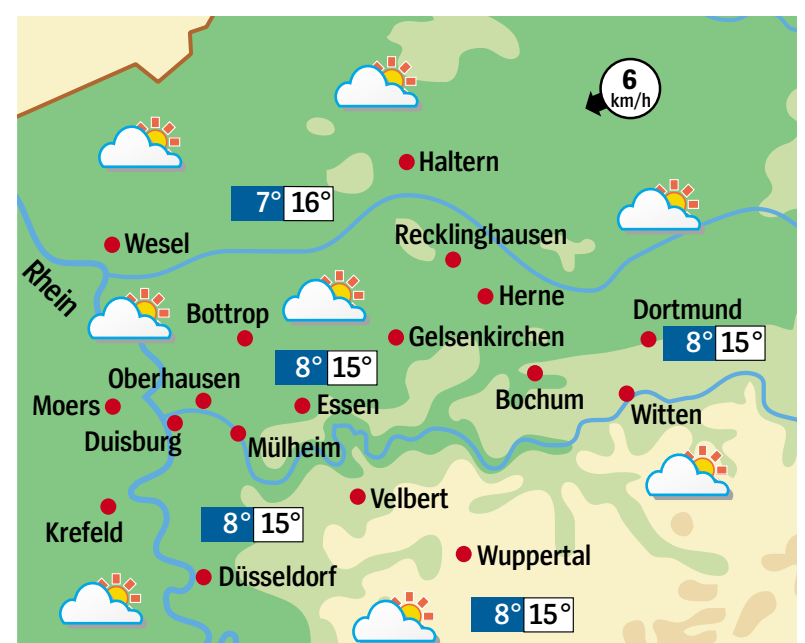 6
km/h
Haltern
7° 16°
Recklinghausen
Wesel
Rhein
Herne
Bottrop
Dortmund
Gelsenkirchen
8° 15°
8° 15°
Oberhausen
Bochum
Moers
Essen
Witten
Duisburg
Mülheim
Velbert
Krefeld
8° 15°
Wuppertal
Düsseldorf
8° 15°